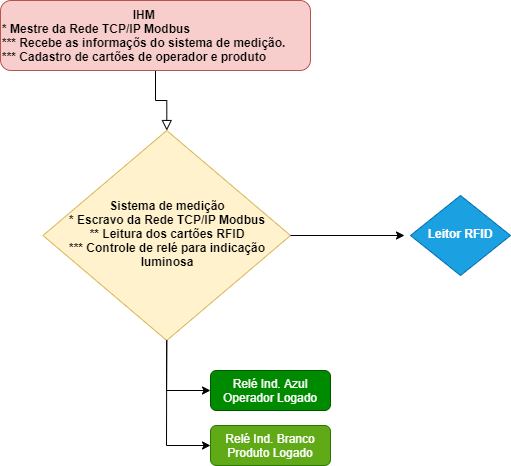 IHM
* Mestre da Rede TCP/IP Modbus
*** Recebe as informaçõs do sistema de medição.
*** Cadastro de cartões de operador e produto
Sistema de medição
* Escravo da Rede TCP/IP Modbus
** Leitura dos cartões RFID
*** Controle de relé para indicação
luminosa
Leitor RFID
Relé Ind. Azul
Operador Logado
Relé Ind. Branco
Produto Logado